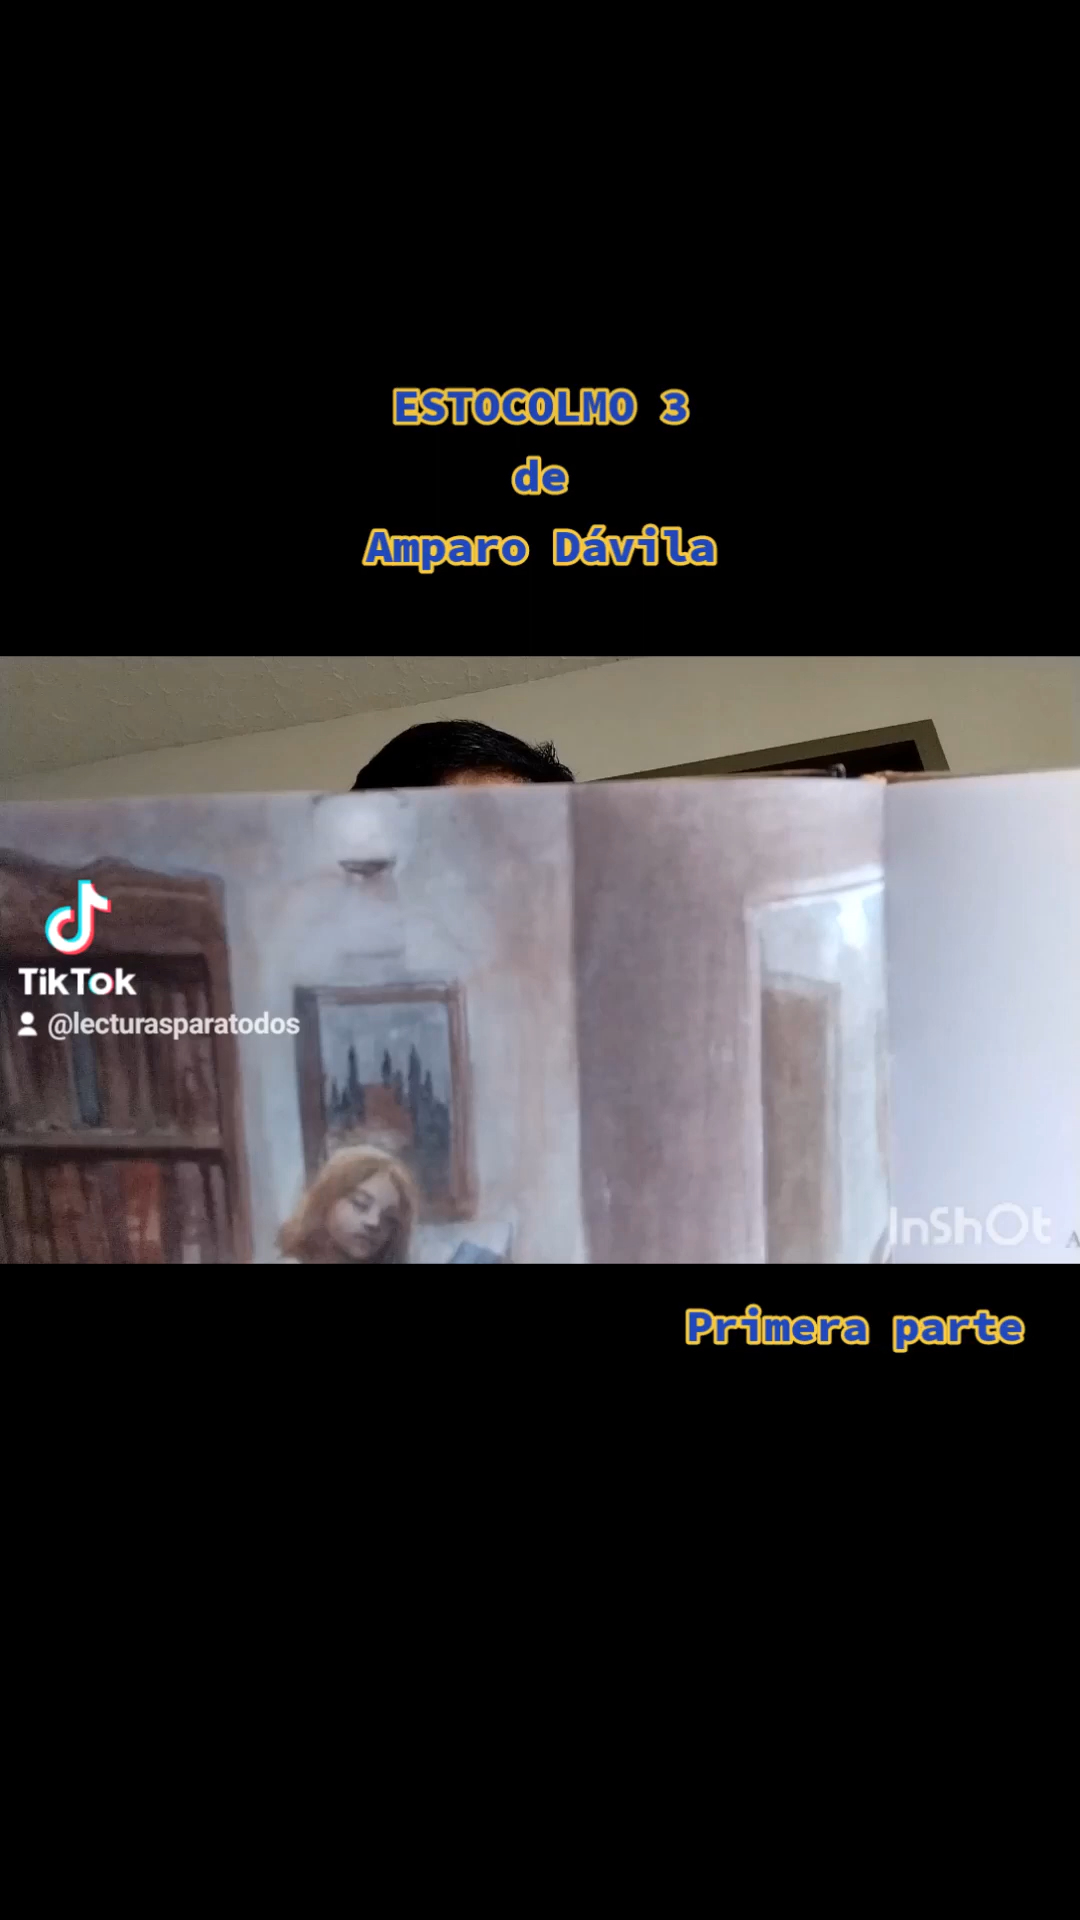 ESTOCOLMO 3
de
Amparo Dávila
TikTok
@lecturasparatodos
InShOt
A
Primera parte